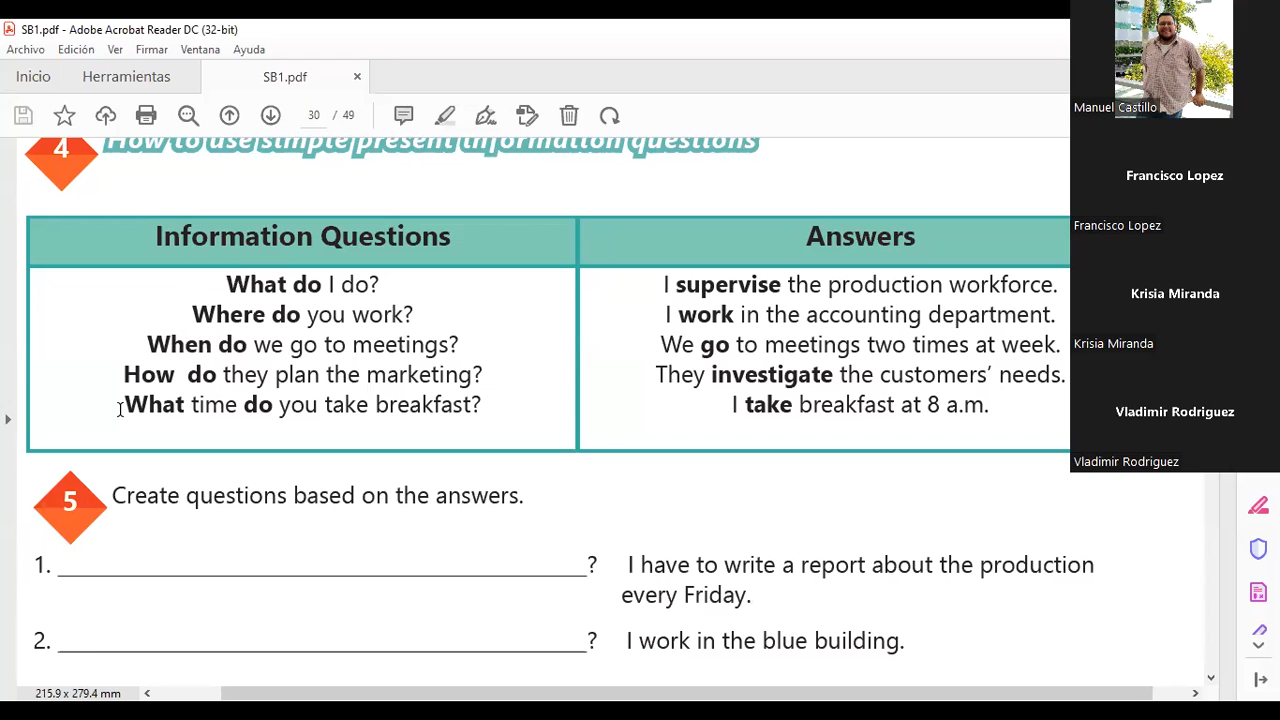 SB1.pdf - Adobe Acrobat Reader DC (32-bit)
Archivo Edición Ver Firmar Ventana Ayuda
Inicio Herramientas SB1.pdf ×
30 / 49
4 How to use simple present information questions
Information Questions
What do I do?
Where do you work?
When do we go to meetings?
How do they plan the marketing?
What time do you take breakfast?
Answers
I supervise the production workforce.
I work in the accounting department.
We go to meetings two times at week.
They investigate the customers’ needs.
I take breakfast at 8 a.m.
5 Create questions based on the answers.
1. ? I have to write a report about the production
every Friday.
2. ? I work in the blue building.
215.9 x 279.4 mm
Manuel Castillo
Francisco Lopez
Francisco Lopez
Krisia Miranda
Krisia Miranda
Vladimir Rodriguez
Vladimir Rodriguez